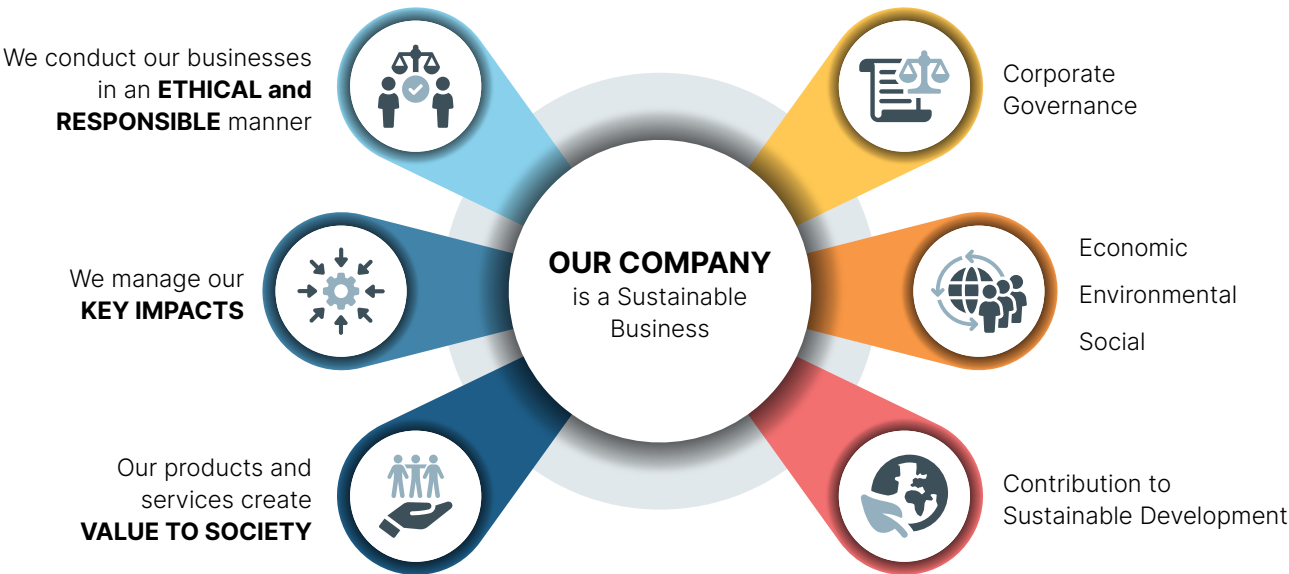 We conduct our businesses
in an ETHICAL and
RESPONSIBLE manner
We manage our
KEY IMPACTS
Our products and
services create
VALUE TO SOCIETY
OUR COMPANY
is a Sustainable
Business
Corporate
Governance
Economic
Environmental
Social
Contribution to
Sustainable Development